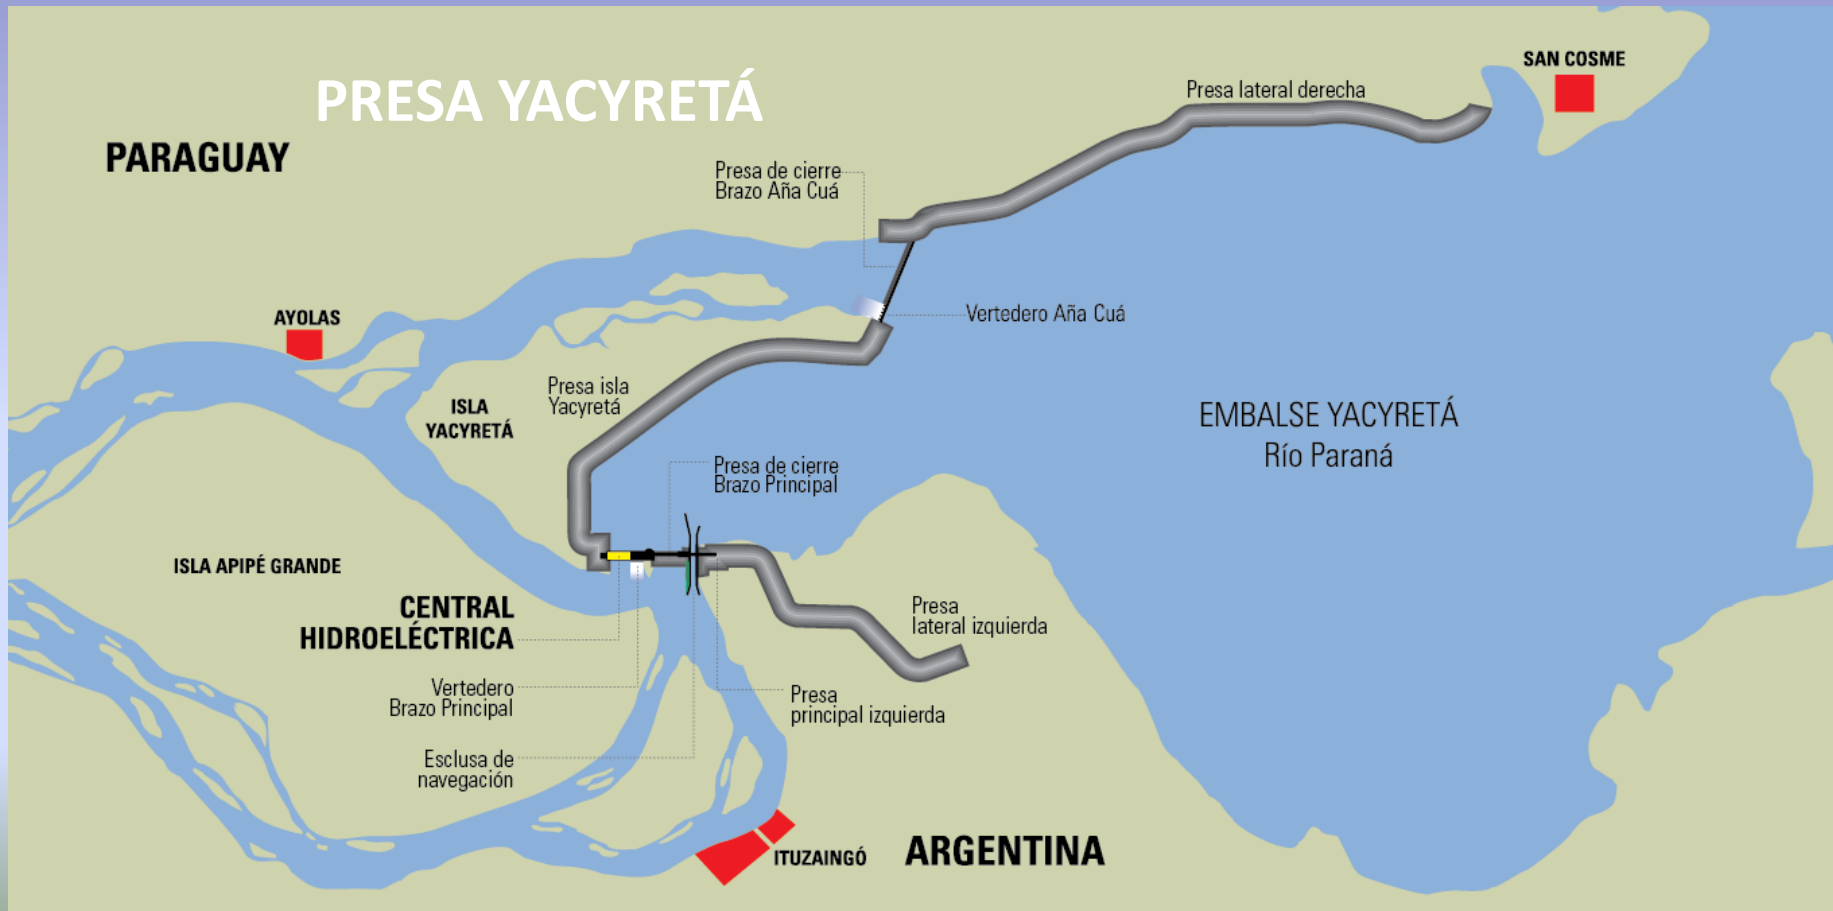 PRESA YACYRETÁ
SAN COSME
Presa lateral derecha
PARAGUAY
Presa de cierre
Brazo Aña Cuá
Vertedero Aña Cuá
AYOLAS
Presa isla
Yacyretá
ISLA
YACYRETÁ
EMBALSE YACYRETÁ
Río Paraná
Presa de cierre
Brazo Principal
ISLA APIPÉ GRANDE
CENTRAL
HIDROELÉCTRICA
Presa
lateral izquierda
Vertedero
Brazo Principal
Presa
principal izquierda
Esclusa de
navegación
ITUZAINGÓ
ARGENTINA